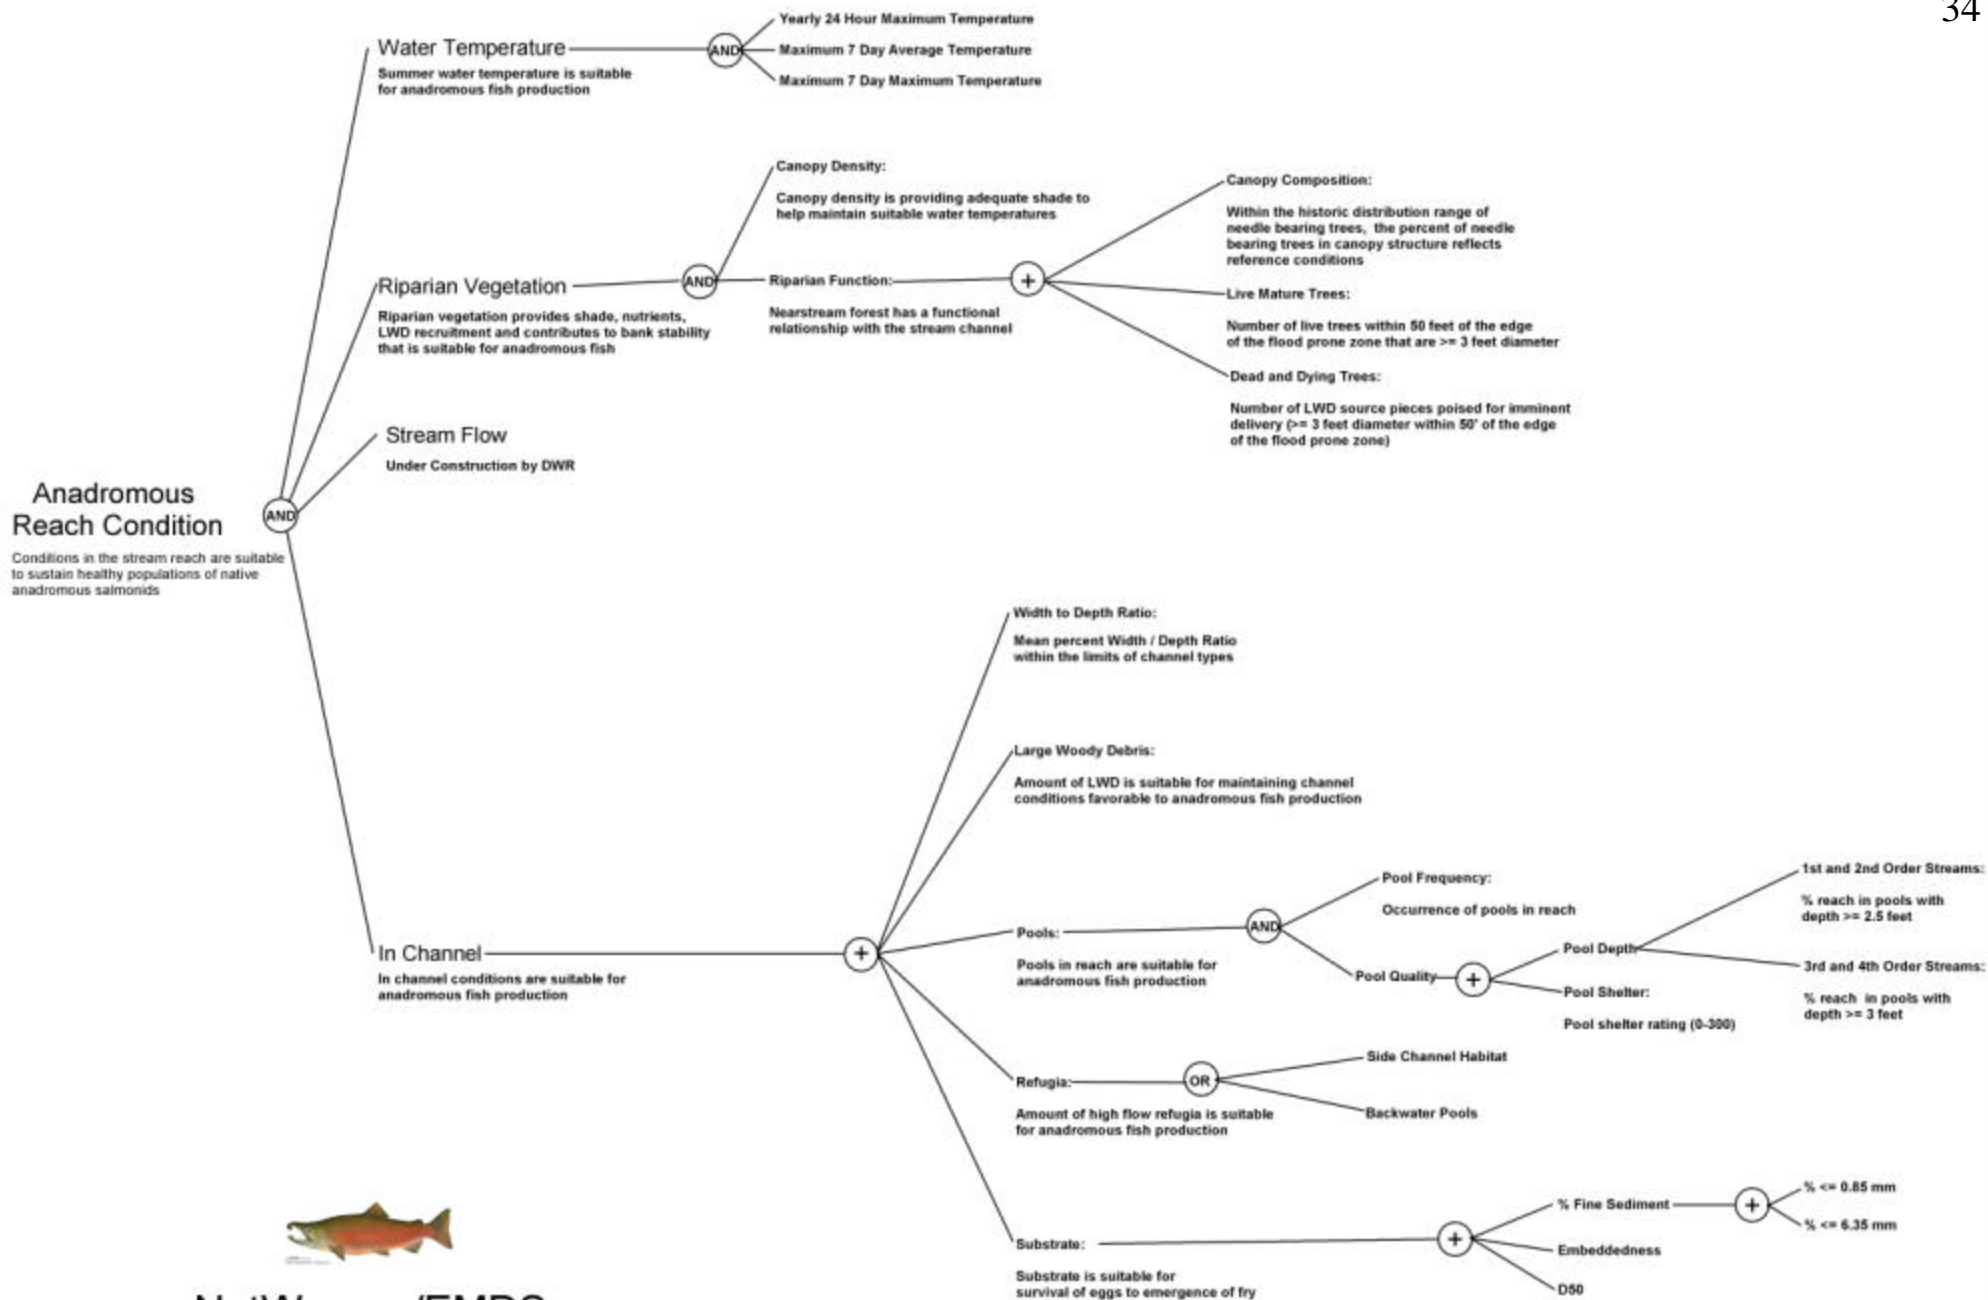 34
Yearly 24 Hour Maximum Temperature
Water Temperature
AND
Maximum 7 Day Average Temperature
Summer water temperature is suitable
for anadromous fish production
Maximum 7 Day Maximum Temperature
Canopy Density:
Canopy density is providing adequate shade to
help maintain suitable water temperatures
Riparian Vegetation
AND
Riparian Function:
+
Riparian vegetation provides shade, nutrients,
LWD recruitment and contributes to bank stability
that is suitable for anadromous fish
Nearstream forest has a functional
relationship with the stream channel
Canopy Composition:
Within the historic distribution range of
needle bearing trees, the percent of needle
bearing trees in canopy structure reflects
reference conditions
Live Mature Trees:
Number of live trees within 50 feet of the edge
of the flood prone zone that are >= 3 feet diameter
Dead and Dying Trees:
Number of LWD source pieces poised for imminent
delivery (>= 3 feet diameter within 50' of the edge
of the flood prone zone)
Stream Flow
Under Construction by DWR
Anadromous
Reach Condition
AND
Conditions in the stream reach are suitable
to sustain healthy populations of native
anadromous salmonids
In Channel
+
In channel conditions are suitable for
anadromous fish production
Width to Depth Ratio:
Mean percent Width / Depth Ratio
within the limits of channel types
Large Woody Debris:
Amount of LWD is suitable for maintaining channel
conditions favorable to anadromous fish production
Pools:
AND
Pools in reach are suitable for
anadromous fish production
Pool Frequency:
Occurrence of pools in reach
Pool Quality
+
Pool Depth
1st and 2nd Order Streams:
% reach in pools with
depth >= 2.5 feet
3rd and 4th Order Streams:
% reach in pools with
depth >= 3 feet
Pool Shelter:
Pool shelter rating (0-300)
Refugia:
OR
Amount of high flow refugia is suitable
for anadromous fish production
Side Channel Habitat
Backwater Pools
Substrate:
+
Substrate is suitable for
survival of eggs to emergence of fry
% Fine Sediment
+
% <= 0.85 mm
% <= 6.35 mm
Embeddedness
D50